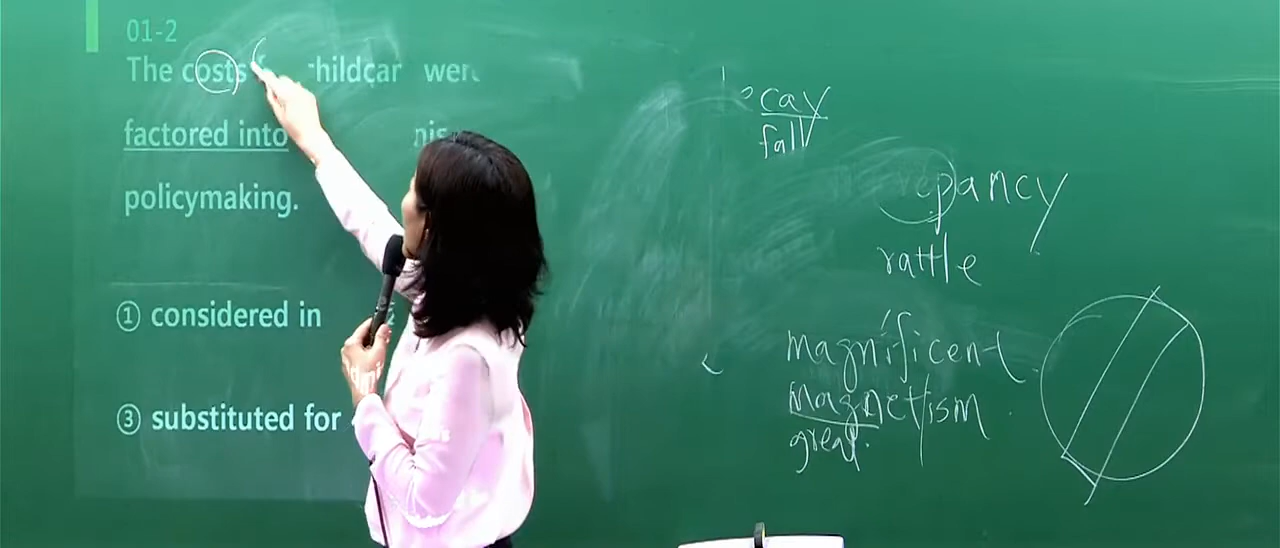 01-2
The costs childcar were
factored into
policymaking.
① considered in
③ substituted for
cay
fall
pancy
rattle
magnificent
magnetism
great.